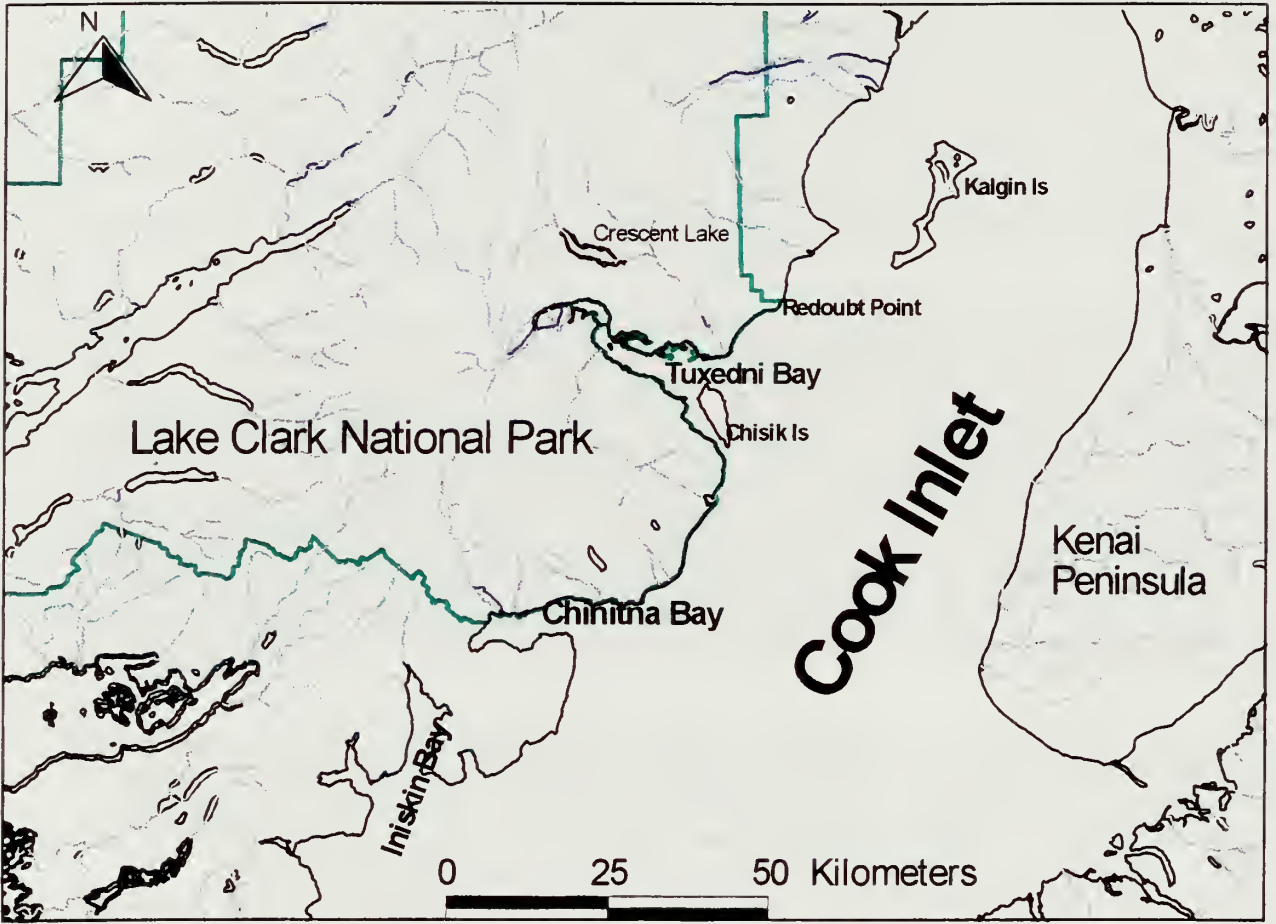 N
Kalgin Is
Crescent Lake
Redoubt Point
Tuxedni Bay
Chisik Is
Lake Clark National Park
Cook Inlet
Kenai
Peninsula
Chinitna Bay
Iniskin Bay
0 25 50 Kilometers